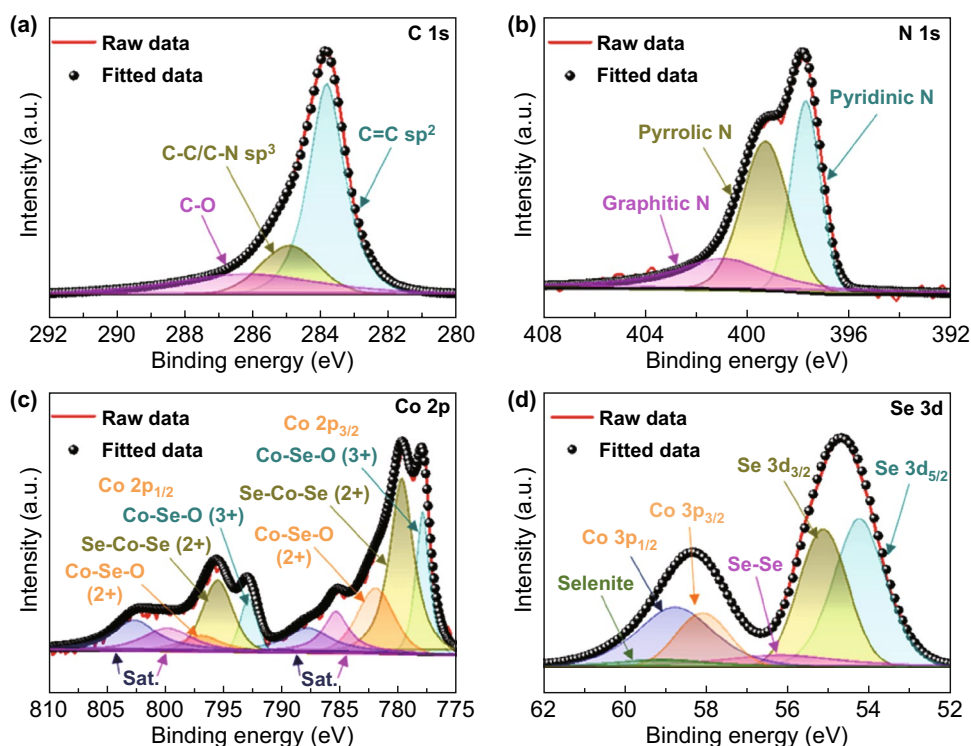 (a)
C 1s
Raw data
Fitted data
C=C sp²
C-C/C-N sp³
C-O
Intensity (a.u.)
292 290 288 286 284 282 280
Binding energy (eV)
(b)
N 1s
Raw data
Fitted data
Pyridinic N
Pyrrolic N
Graphitic N
Intensity (a.u.)
408 404 400 396 392
Binding energy (eV)
(c)
Co 2p
Raw data
Fitted data
Co 2p₃/₂
Co-Se-O (3+)
Se-Co-Se (2+)
Co-Se-O
(2+)
Co 2p₁/₂
Co-Se-O (3+)
Se-Co-Se (2+)
Co-Se-O
(2+)
Sat.
Sat.
Intensity (a.u.)
810 805 800 795 785 780 775
Binding energy (eV)
(d)
Se 3d
Raw data
Fitted data
Se 3d₃/₂
Se 3d₅/₂
Co 3p₃/₂
Co 3p₁/₂
Se-Se
Selenite
Intensity (a.u.)
62 60 58 56 54 52
Binding energy (eV)